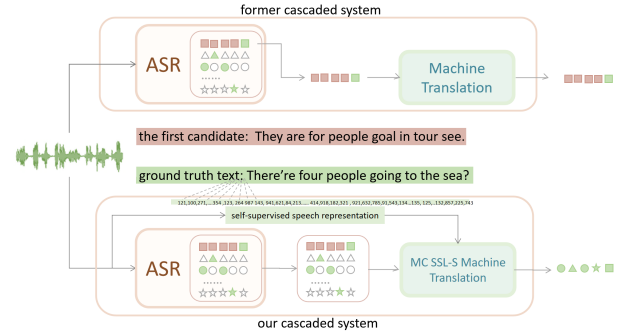 former cascaded system
ASR
......
Machine
Translation
the first candidate: They are for people goal in tour see.
ground truth text: There’re four people going to the sea?
self-supervised speech representation
ASR
......
......
MC SSL-S Machine
Translation
our cascaded system